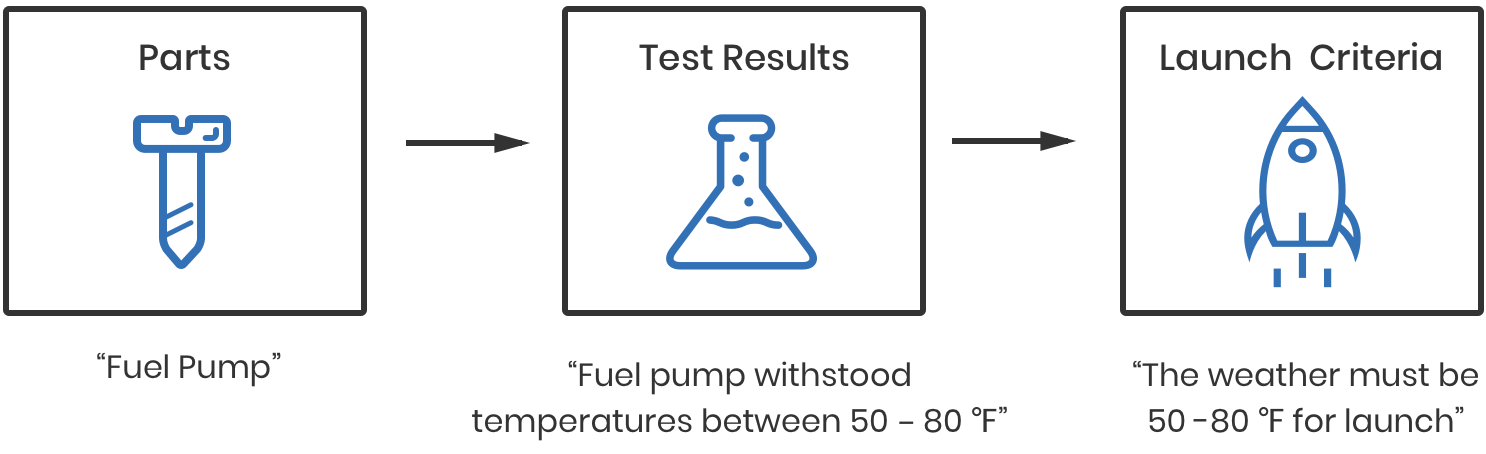 Parts
Test Results
Launch  Criteria
“Fuel Pump”
“Fuel pump withstood
temperatures between 50 – 80 °F”
“The weather must be
50 -80 °F for launch”